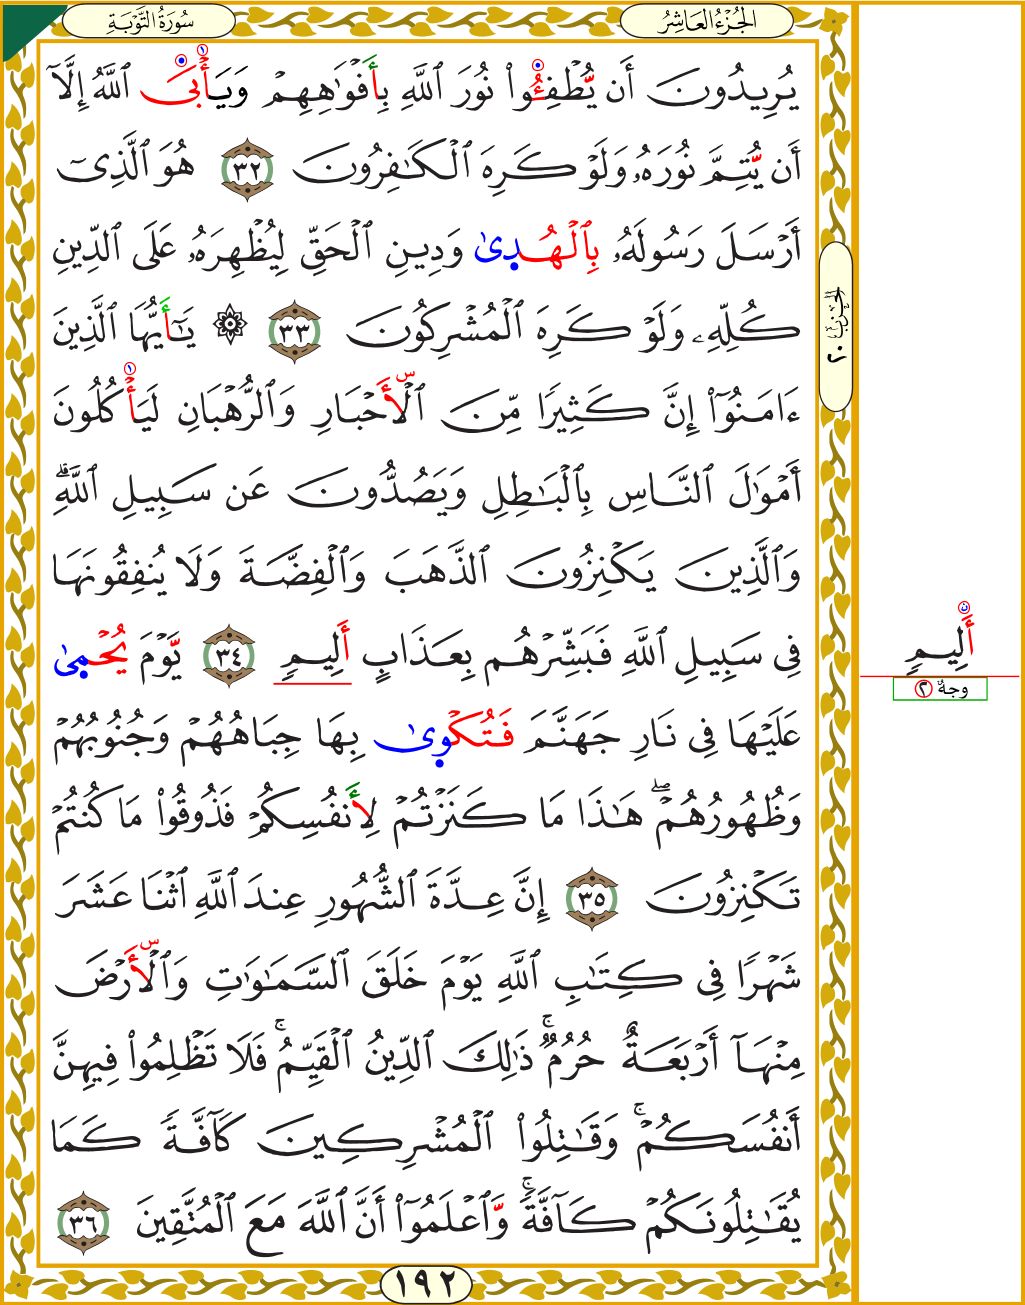 الجُزْءُ العَاشِرُ
سُورَةُ التَّوْبَةِ
يُرِيدُونَ أَن يُّطْفِـُٔوا۟ نُورَ ٱللَّهِ بِأَفْوَٰهِهِمْ وَيَأْبَى ٱللَّهُ إِلَّآ
أَن يُّتِمَّ نُورَهُۥ وَلَوْ كَرِهَ ٱلْكَـٰفِرُونَ ٣٢ هُوَ ٱلَّذِىٓ
أَرْسَلَ رَسُولَهُۥ بِٱلْهُدَىٰ وَدِينِ ٱلْحَقِّ لِيُظْهِرَهُۥ عَلَى ٱلدِّينِ
كُلِّهِۦ وَلَوْ كَرِهَ ٱلْمُشْرِكُونَ ٣٣ ۞ يَـٰٓأَيُّهَا ٱلَّذِينَ
ءَامَنُوٓا۟ إِنَّ كَثِيرًا مِّنَ ٱلْأَحْبَارِ وَٱلرُّهْبَانِ لَيَأْكُلُونَ
أَمْوَٰلَ ٱلنَّاسِ بِٱلْبَـٰطِلِ وَيَصُدُّونَ عَن سَبِيلِ ٱللَّهِ ۗ
وَٱلَّذِينَ يَكْنِزُونَ ٱلذَّهَبَ وَٱلْفِضَّةَ وَلَا يُنفِقُونَهَا
فِى سَبِيلِ ٱللَّهِ فَبَشِّرْهُم بِعَذَابٍ أَلِيمٍ ٣٤ يَّوْمَ يُحْمَىٰ
عَلَيْهَا فِى نَارِ جَهَنَّمَ فَتُكْوَىٰ بِهَا جِبَاهُهُمْ وَجُنُوبُهُمْ
وَظُهُورُهُمْ ۖ هَـٰذَا مَا كَنَزْتُمْ لِأَنفُسِكُمْ فَذُوقُوا۟ مَا كُنتُمْ
تَكْنِزُونَ ٣٥ إِنَّ عِدَّةَ ٱلشُّهُورِ عِندَ ٱللَّهِ ٱثْنَا عَشَرَ
شَهْرًا فِى كِتَـٰبِ ٱللَّهِ يَوْمَ خَلَقَ ٱلسَّمَـٰوَٰتِ وَٱلْأَرْضَ
مِنْهَآ أَرْبَعَةٌ حُرُمٌ ۚ ذَٰلِكَ ٱلدِّينُ ٱلْقَيِّمُ ۚ فَلَا تَظْلِمُوا۟ فِيهِنَّ
أَنفُسَكُمْ ۚ وَقَـٰتِلُوا۟ ٱلْمُشْرِكِينَ كَآفَّةً كَمَا
يُقَـٰتِلُونَكُمْ كَآفَّةً ۚ وَّٱعْلَمُوٓا۟ أَنَّ ٱللَّهَ مَعَ ٱلْمُتَّقِينَ ٣٦
١٩٢
الحزب ٢٠
أَلِيمٍ
وجهٌ ٢